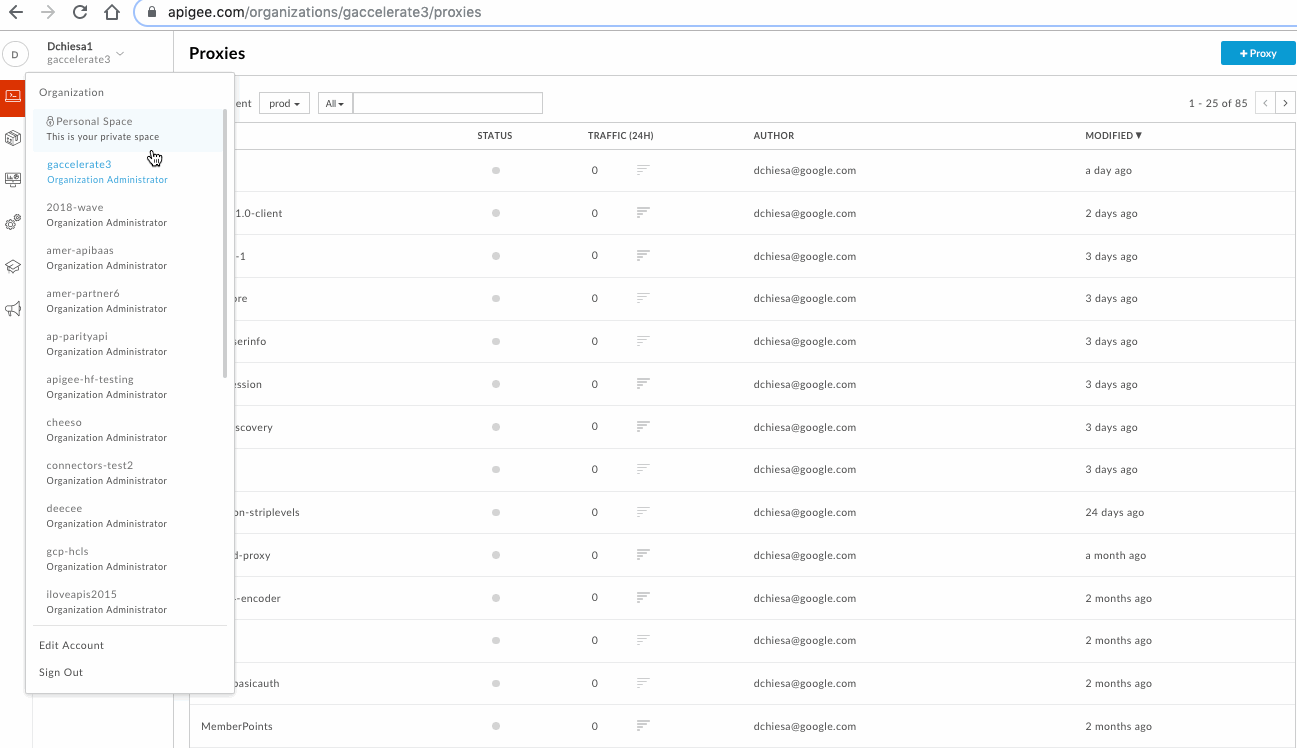 apigee.com/organizations/gaccelerate3/proxies
D
Dchiesa1
gaccelerate3
Proxies
+ Proxy
Organization
Personal Space
This is your private space
gaccelerate3
Organization Administrator
2018-wave
Organization Administrator
amer-apibaas
Organization Administrator
amer-partner6
Organization Administrator
ap-parityapi
Organization Administrator
apigee-hf-testing
Organization Administrator
cheeso
Organization Administrator
connectors-test2
Organization Administrator
deecee
Organization Administrator
gcp-hcls
Organization Administrator
iloveapis2015
Organization Administrator
Edit Account
Sign Out
ent prod All 1 - 25 of 85 < >
STATUS TRAFFIC (24H) AUTHOR MODIFIED ▼
0 dchiesa@google.com a day ago
1.0-client 0 dchiesa@google.com 2 days ago
-1 0 dchiesa@google.com 3 days ago
ore 0 dchiesa@google.com 3 days ago
serinfo 0 dchiesa@google.com 3 days ago
ession 0 dchiesa@google.com 3 days ago
scovery 0 dchiesa@google.com 3 days ago
0 dchiesa@google.com 3 days ago
on-striplevels 0 dchiesa@google.com 24 days ago
d-proxy 0 dchiesa@google.com a month ago
-encoder 0 dchiesa@google.com 2 months ago
0 dchiesa@google.com 2 months ago
basicauth 0 dchiesa@google.com 2 months ago
MemberPoints 0 dchiesa@google.com 2 months ago